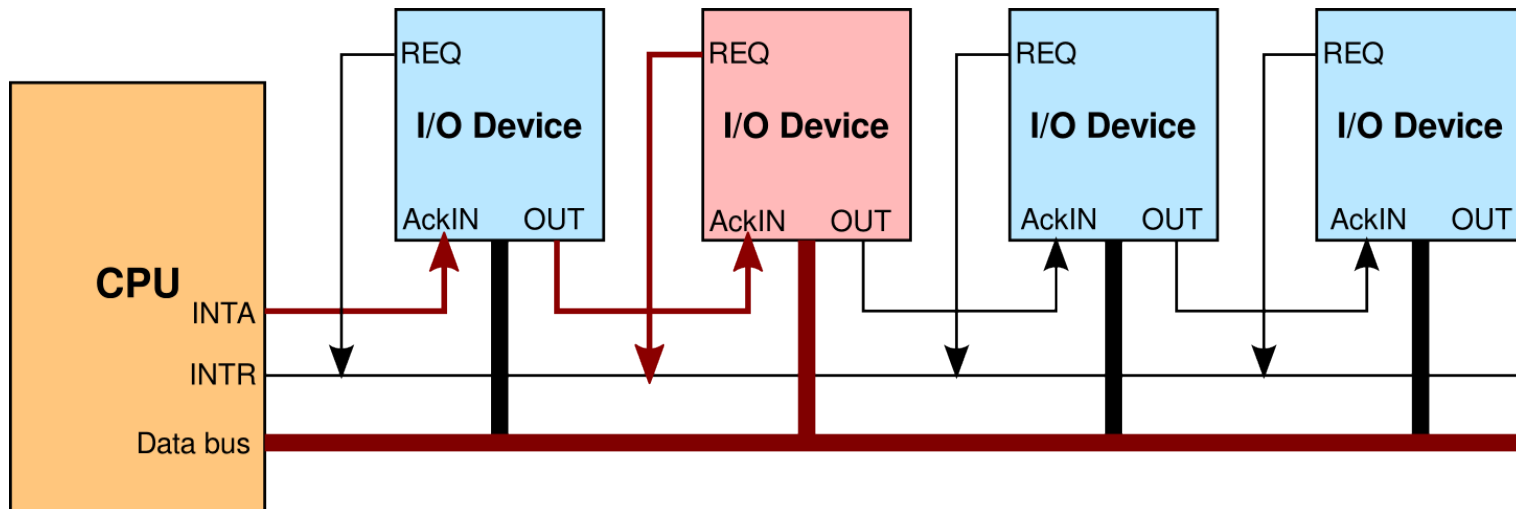 REQ
I/O Device
AckIN OUT
REQ
I/O Device
AckIN OUT
REQ
I/O Device
AckIN OUT
REQ
I/O Device
AckIN OUT
CPU
INTA
INTR
Data bus